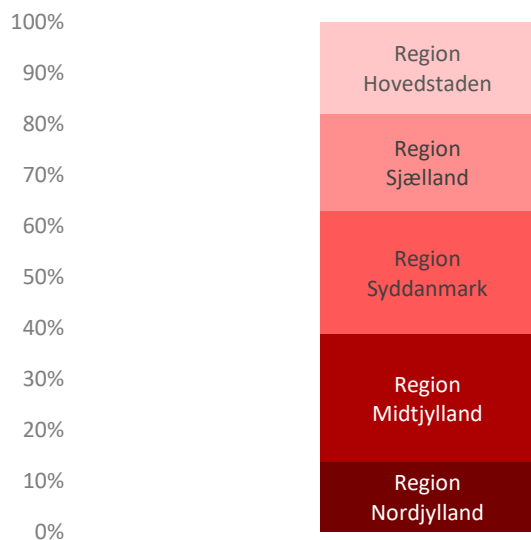 100%
90%
80%
70%
60%
50%
40%
30%
20%
10%
0%
Region
Hovedstaden
Region
Sjælland
Region
Syddanmark
Region
Midtjylland
Region
Nordjylland